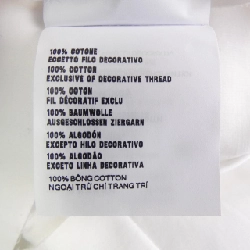 100% COTONE
ECCETTO FILO DECORATIVO
100% COTTON
EXCLUSIVE OF DECORATIVE THREAD
100% COTON
FIL DÉCORATIF EXCLU
100% BAUMWOLLE
AUSGESCHLOSSEN ZIERGARN
100% ALGODÓN
EXCEPTO HILO DECORATIVO
100% ALGODÃO
EXCETO LINHA DECORATIVA
100% BÔNG COTTON
NGOẠI TRỪ CHỈ TRANG TRÍ